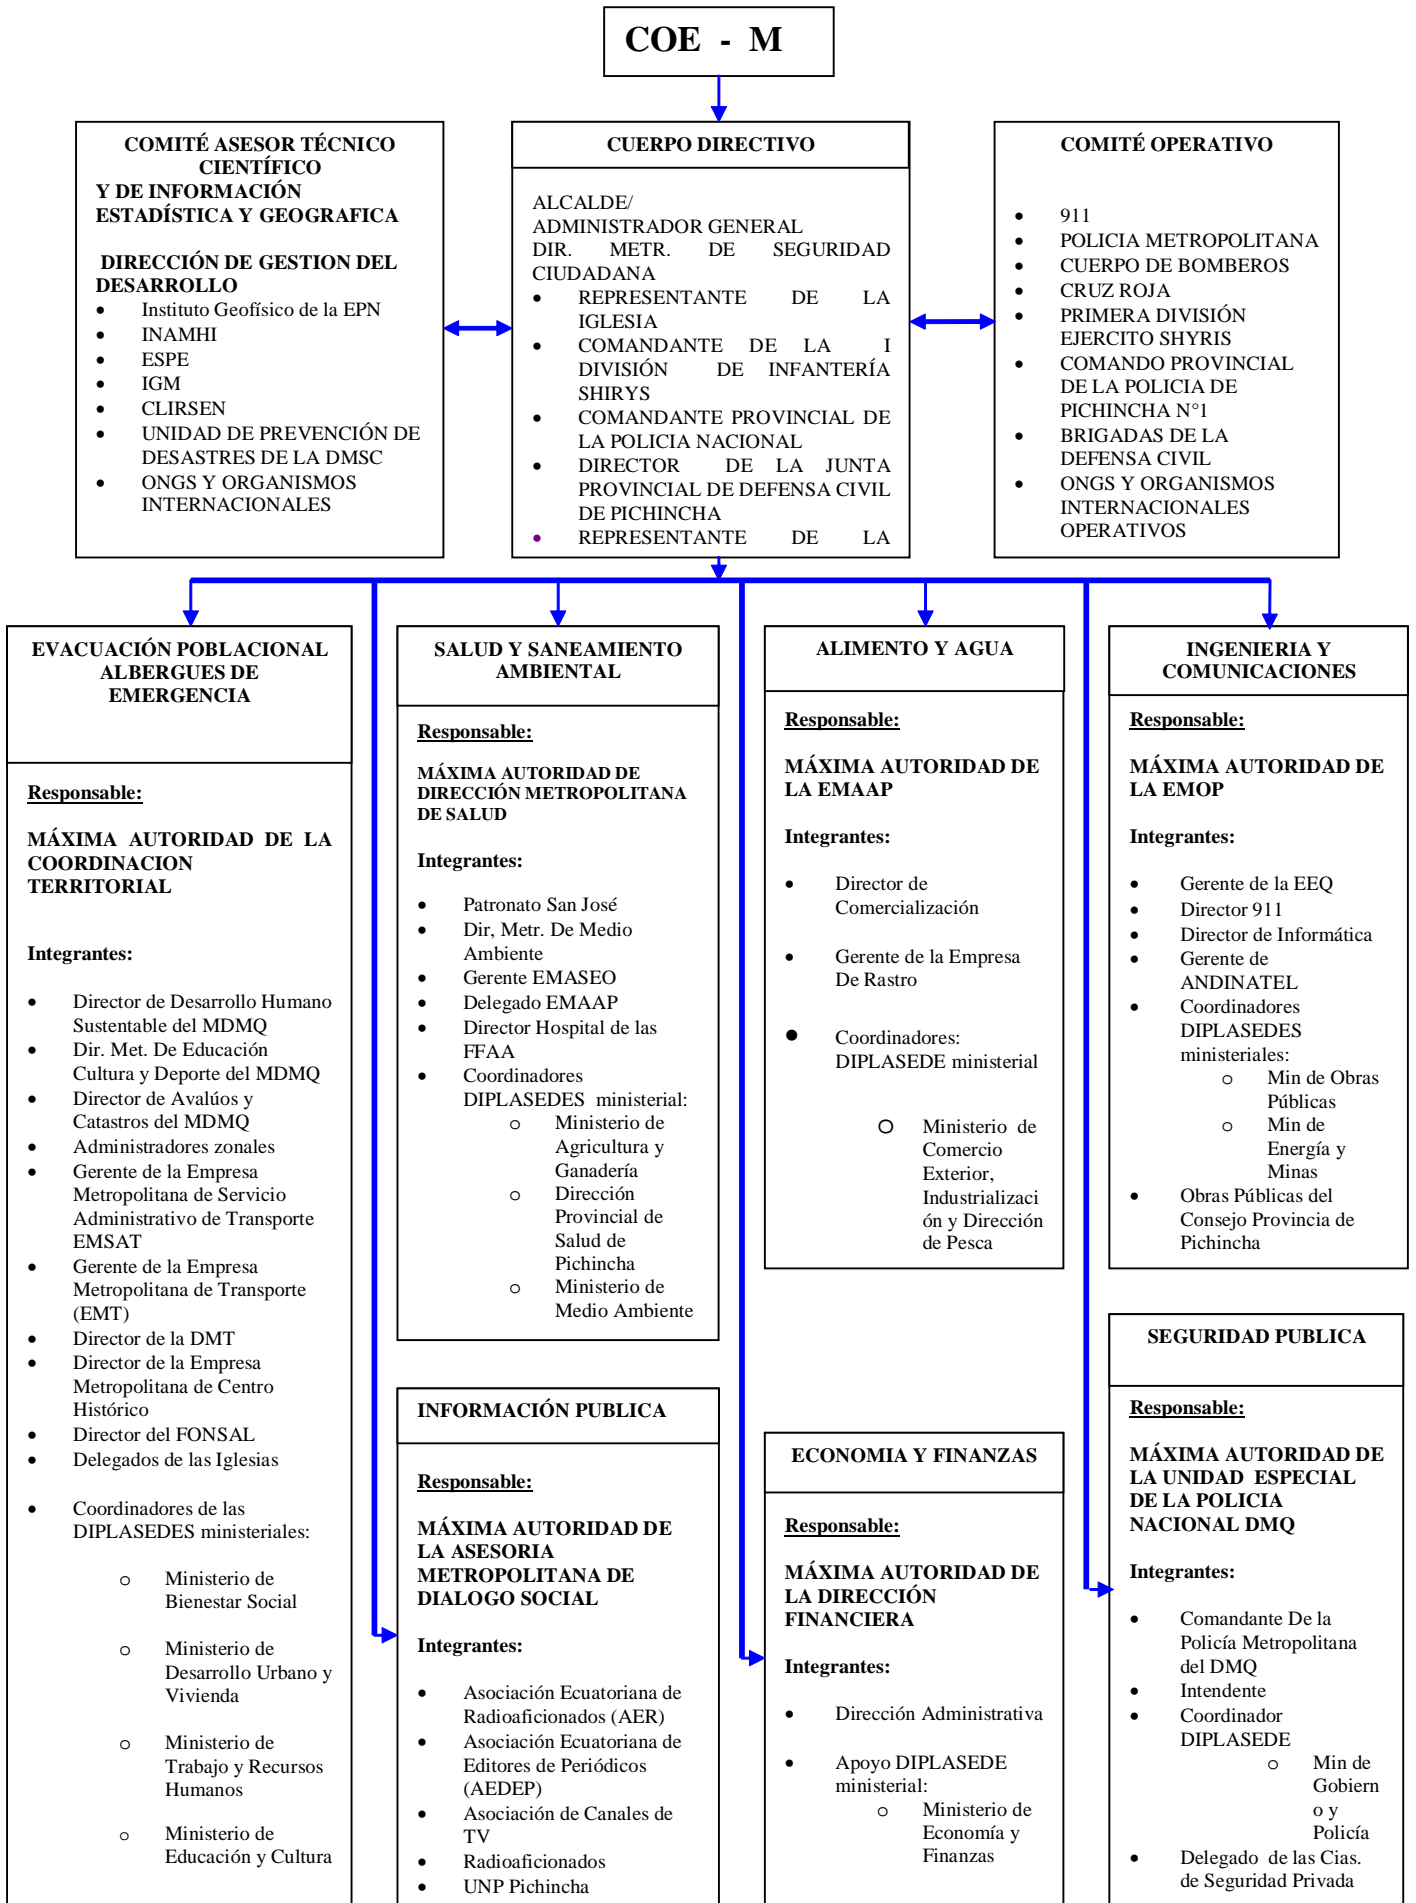 COE - M
COMITÉ ASESOR TÉCNICO
CIENTÍFICO
Y DE INFORMACIÓN
ESTADÍSTICA Y GEOGRAFICA
DIRECCIÓN DE GESTION DEL
DESARROLLO
• Instituto Geofísico de la EPN
• INAMHI
• ESPE
• IGM
• CLIRSEN
• UNIDAD DE PREVENCIÓN DE
DESASTRES DE LA DMSC
• ONGS Y ORGANISMOS
INTERNACIONALES
CUERPO DIRECTIVO
ALCALDE/
ADMINISTRADOR GENERAL
DIR. METR. DE SEGURIDAD
CIUDADANA
• REPRESENTANTE DE LA
IGLESIA
• COMANDANTE DE LA I
DIVISIÓN DE INFANTERÍA
SHIRYS
• COMANDANTE PROVINCIAL DE
LA POLICIA NACIONAL
• DIRECTOR DE LA JUNTA
PROVINCIAL DE DEFENSA CIVIL
DE PICHINCHA
• REPRESENTANTE DE LA
COMITÉ OPERATIVO
• 911
• POLICIA METROPOLITANA
• CUERPO DE BOMBEROS
• CRUZ ROJA
• PRIMERA DIVISIÓN
EJERCITO SHYRIS
• COMANDO PROVINCIAL
DE LA POLICIA DE
PICHINCHA N°1
• BRIGADAS DE LA
DEFENSA CIVIL
• ONGS Y ORGANISMOS
INTERNACIONALES
OPERATIVOS
EVACUACIÓN POBLACIONAL
ALBERGUES DE
EMERGENCIA
Responsable:
MÁXIMA AUTORIDAD DE LA
COORDINACION
TERRITORIAL
Integrantes:
• Director de Desarrollo Humano
Sustentable del MDMQ
• Dir. Met. De Educación
Cultura y Deporte del MDMQ
• Director de Avalúos y
Catastros del MDMQ
• Administradores zonales
• Gerente de la Empresa
Metropolitana de Servicio
Administrativo de Transporte
EMSAT
• Gerente de la Empresa
Metropolitana de Transporte
(EMT)
• Director de la DMT
• Director de la Empresa
Metropolitana de Centro
Histórico
• Director del FONSAL
• Delegados de las Iglesias
• Coordinadores de las
DIPLASEDES ministeriales:
o Ministerio de
Bienestar Social
o Ministerio de
Desarrollo Urbano y
Vivienda
o Ministerio de
Trabajo y Recursos
Humanos
o Ministerio de
Educación y Cultura
SALUD Y SANEAMIENTO
AMBIENTAL
Responsable:
MÁXIMA AUTORIDAD DE
DIRECCIÓN METROPOLITANA
DE SALUD
Integrantes:
• Patronato San José
• Dir, Metr. De Medio
Ambiente
• Gerente EMASEO
• Delegado EMAAP
• Director Hospital de las
FFAA
• Coordinadores
DIPLASEDES ministerial:
o Ministerio de
Agricultura y
Ganadería
o Dirección
Provincial de
Salud de
Pichincha
o Ministerio de
Medio Ambiente
ALIMENTO Y AGUA
Responsable:
MÁXIMA AUTORIDAD DE
LA EMAAP
Integrantes:
• Director de
Comercialización
• Gerente de la Empresa
De Rastro
• Coordinadores:
DIPLASEDE ministerial
o Ministerio de
Comercio
Exterior,
Industrializaci
ón y Dirección
de Pesca
INGENIERIA Y
COMUNICACIONES
Responsable:
MÁXIMA AUTORIDAD DE
LA EMOP
Integrantes:
• Gerente de la EEQ
• Director 911
• Director de Informática
• Gerente de
ANDINATEL
• Coordinadores
DIPLASEDES
ministeriales:
o Min de Obras
Públicas
o Min de
Energía y
Minas
• Obras Públicas del
Consejo Provincia de
Pichincha
INFORMACIÓN PUBLICA
Responsable:
MÁXIMA AUTORIDAD DE
LA ASESORIA
METROPOLITANA DE
DIALOGO SOCIAL
Integrantes:
• Asociación Ecuatoriana de
Radioaficionados (AER)
• Asociación Ecuatoriana de
Editores de Periódicos
(AEDEP)
• Asociación de Canales de
TV
• Radioaficionados
• UNP Pichincha
ECONOMIA Y FINANZAS
Responsable:
MÁXIMA AUTORIDAD DE
LA DIRECCIÓN
FINANCIERA
Integrantes:
• Dirección Administrativa
• Apoyo DIPLASEDE
ministerial:
o Ministerio de
Economía y
Finanzas
SEGURIDAD PUBLICA
Responsable:
MÁXIMA AUTORIDAD DE
LA UNIDAD ESPECIAL
DE LA POLICIA
NACIONAL DMQ
Integrantes:
• Comandante De la
Policía Metropolitana
del DMQ
• Intendente
• Coordinador
DIPLASEDE
o Min de
Gobiern
o y
Policía
• Delegado de las Cias.
de Seguridad Privada